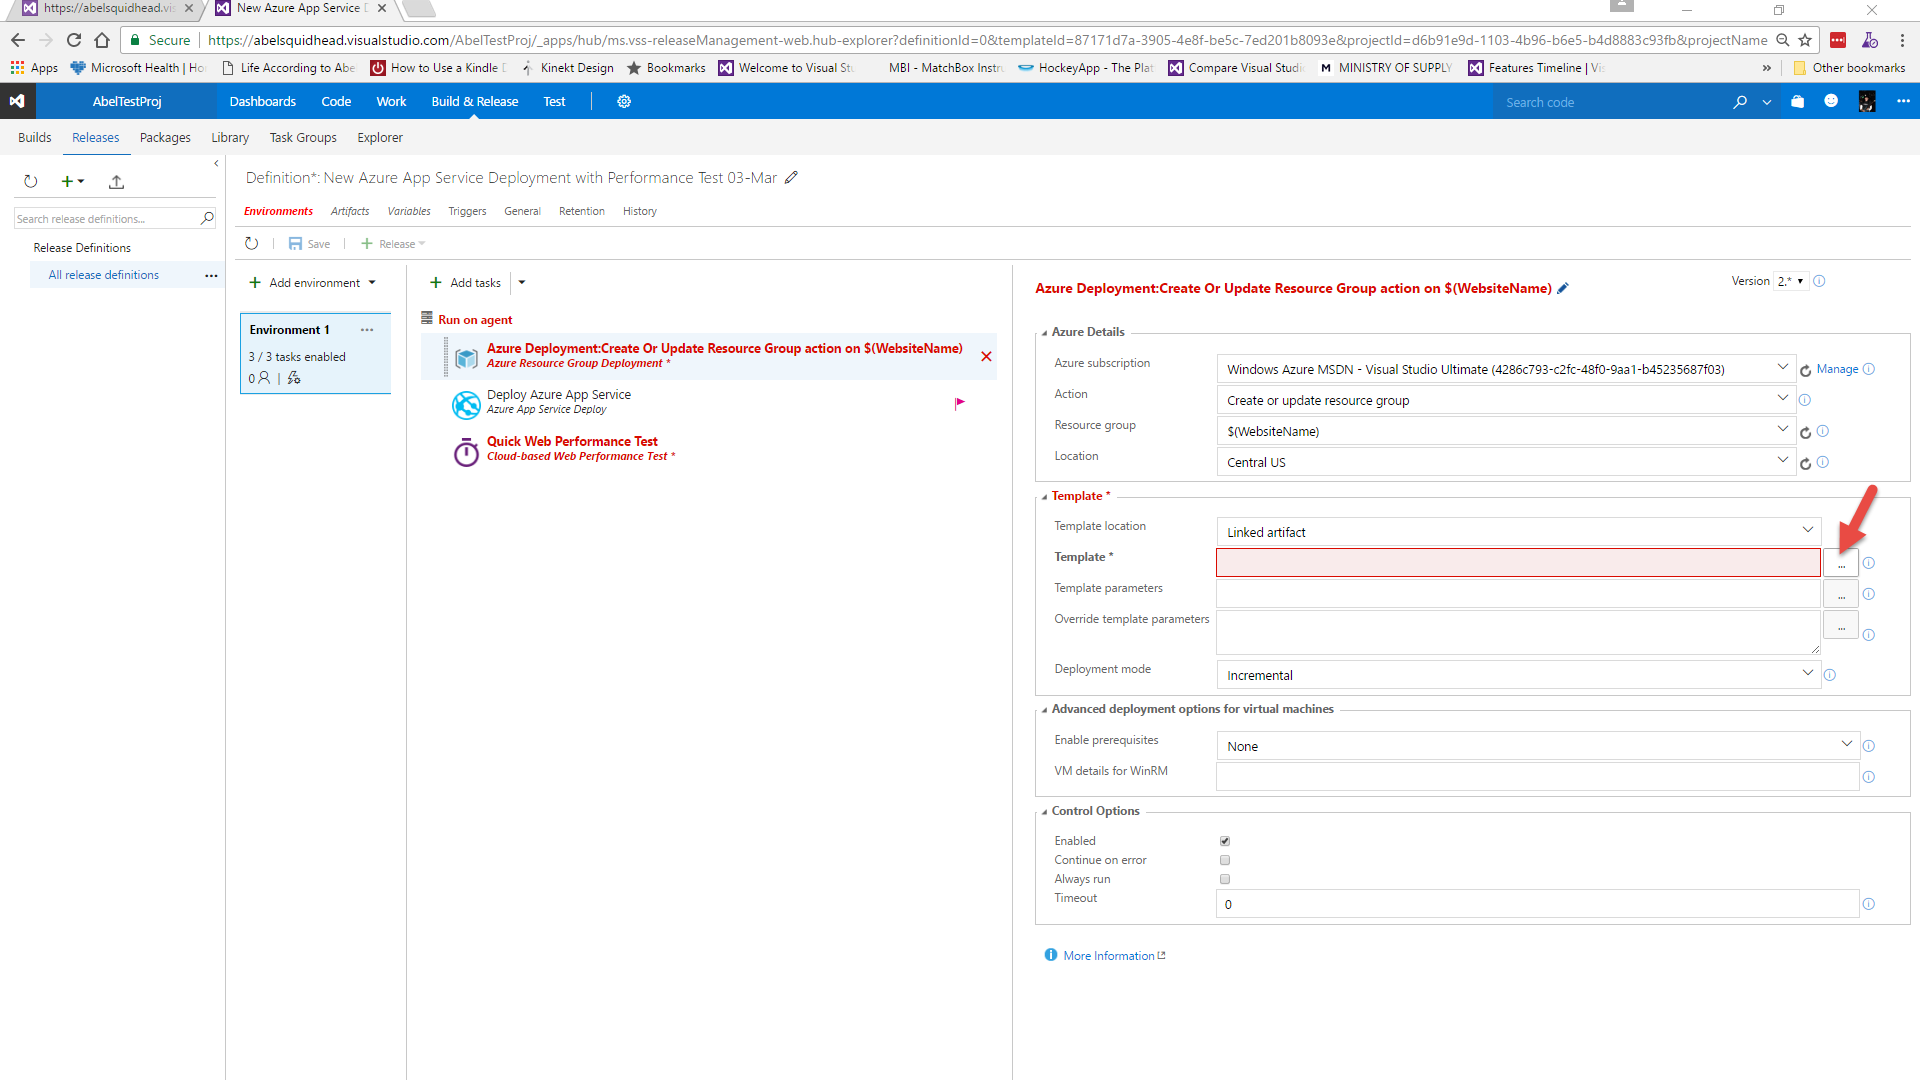 https://abelsquidhead.vis
New Azure App Service D
Secure
https://abelsquidhead.visualstudio.com/AbelTestProj/_apps/hub/ms.vss-releaseManagement-web.hub-explorer?definitionId=0&templateId=87171d7a-3905-4e8f-be5c-7ed201b8093e&projectId=d6b91e9d-1103-4b96-b6e5-b4d8883c93fb&projectName
Apps
Microsoft Health | Ho
Life According to Abe
How to Use a Kindle D
Kinekt Design
Bookmarks
Welcome to Visual Stu
MBI - MatchBox Instru
HockeyApp - The Plat
Compare Visual Studio
M MINISTRY OF SUPPLY
Features Timeline | Vis
»
Other bookmarks
AbelTestProj
Dashboards
Code
Work
Build & Release
Test
Search code
Builds
Releases
Packages
Library
Task Groups
Explorer
Search release definitions...
Release Definitions
All release definitions
Definition*: New Azure App Service Deployment with Performance Test 03-Mar
Environments
Artifacts
Variables
Triggers
General
Retention
History
Save
Release
Add environment
Environment 1
3 / 3 tasks enabled
0
Add tasks
Run on agent
Azure Deployment:Create Or Update Resource Group action on $(WebsiteName)
Azure Resource Group Deployment *
Deploy Azure App Service
Azure App Service Deploy
Quick Web Performance Test
Cloud-based Web Performance Test *
Azure Deployment:Create Or Update Resource Group action on $(WebsiteName)
Version 2.*
Azure Details
Azure subscription
Windows Azure MSDN - Visual Studio Ultimate (4286c793-c2fc-48f0-9aa1-b45235687f03)
Manage
Action
Create or update resource group
Resource group
$(WebsiteName)
Location
Central US
Template *
Template location
Linked artifact
Template *
...
Template parameters
...
Override template parameters
...
Deployment mode
Incremental
Advanced deployment options for virtual machines
Enable prerequisites
None
VM details for WinRM
Control Options
Enabled
Continue on error
Always run
Timeout
0
More Information